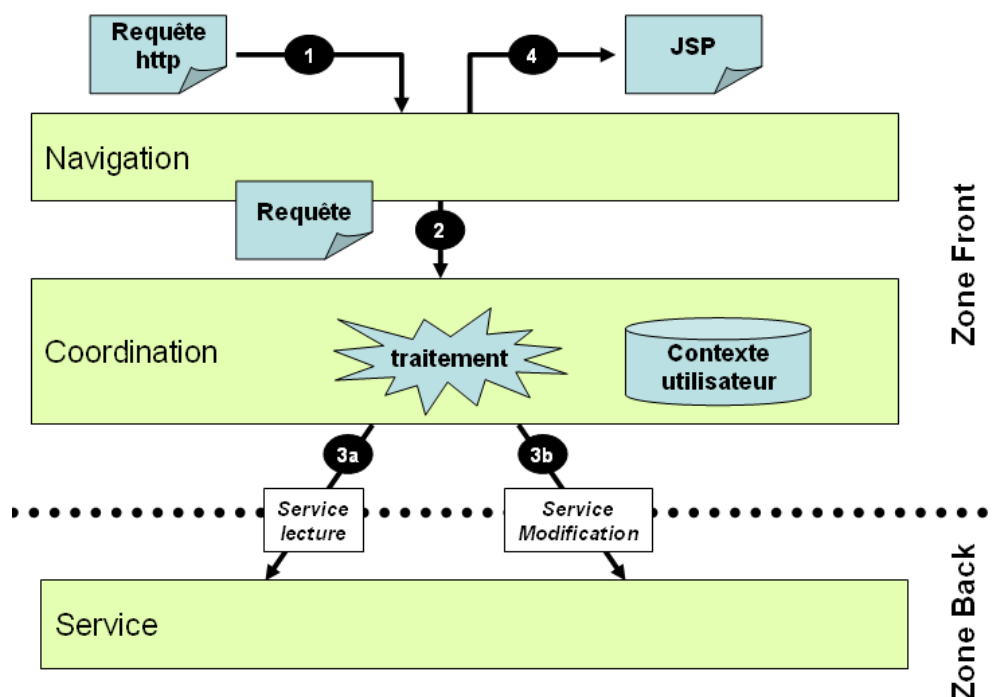 Requête
http
1
4
JSP
Navigation
Requête
2
Zone Front
Coordination
traitement
Contexte
utilisateur
3a
3b
Service
lecture
Service
Modification
Service
Zone Back